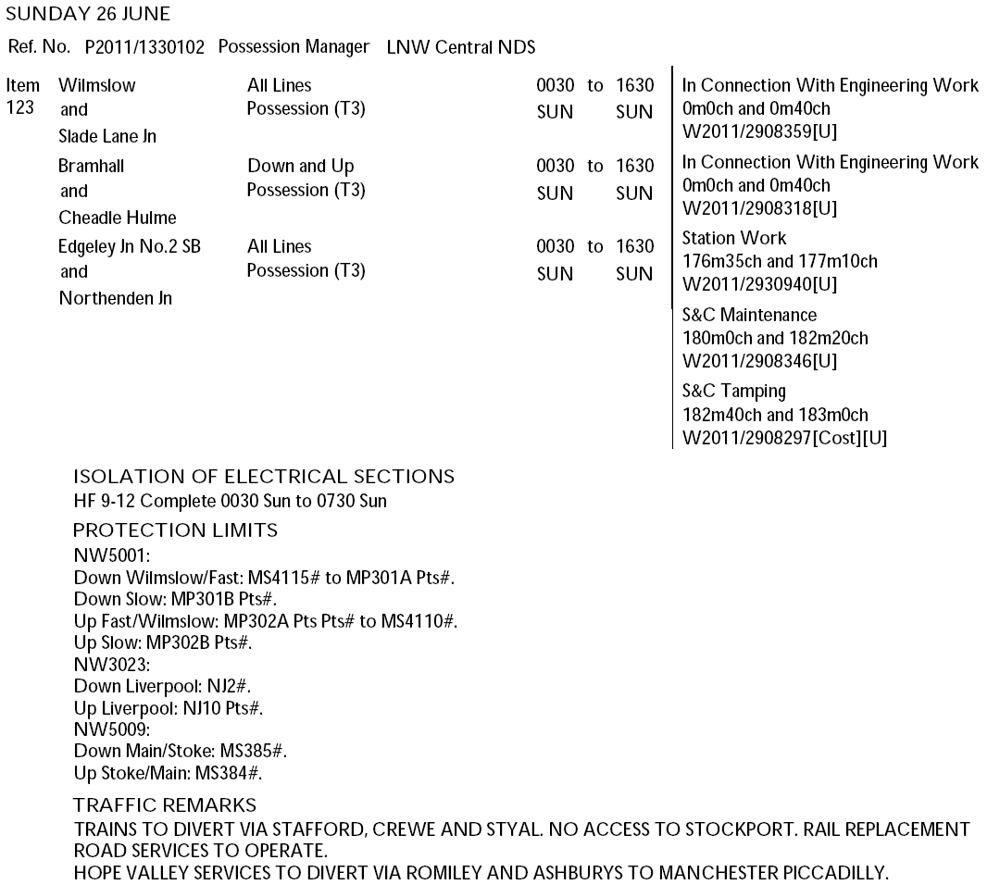 SUNDAY 26 JUNE
Ref. No. P2011/1330102 Possession Manager LNW Central NDS
Item 123
Wilmslow and Slade Lane Jn
All Lines Possession (T3)
0030 SUN to 1630 SUN
Bramhall and Cheadle Hulme
Down and Up Possession (T3)
0030 SUN to 1630 SUN
Edgeley Jn No.2 SB and Northenden Jn
All Lines Possession (T3)
0030 SUN to 1630 SUN
In Connection With Engineering Work
0m0ch and 0m40ch
W2011/2908359[U]
In Connection With Engineering Work
0m0ch and 0m40ch
W2011/2908318[U]
Station Work
176m35ch and 177m10ch
W2011/2930940[U]
S&C Maintenance
180m0ch and 182m20ch
W2011/2908346[U]
S&C Tamping
182m40ch and 183m0ch
W2011/2908297[Cost][U]
ISOLATION OF ELECTRICAL SECTIONS
HF 9-12 Complete 0030 Sun to 0730 Sun
PROTECTION LIMITS
NW5001:
Down Wilmslow/Fast: MS4115# to MP301A Pts#.
Down Slow: MP301B Pts#.
Up Fast/Wilmslow: MP302A Pts Pts# to MS4110#.
Up Slow: MP302B Pts#.
NW3023:
Down Liverpool: NJ2#.
Up Liverpool: NJ10 Pts#.
NW5009:
Down Main/Stoke: MS385#.
Up Stoke/Main: MS384#.
TRAFFIC REMARKS
TRAINS TO DIVERT VIA STAFFORD, CREWE AND STYAL. NO ACCESS TO STOCKPORT. RAIL REPLACEMENT
ROAD SERVICES TO OPERATE.
HOPE VALLEY SERVICES TO DIVERT VIA ROMILEY AND ASHBURYS TO MANCHESTER PICCADILLY.